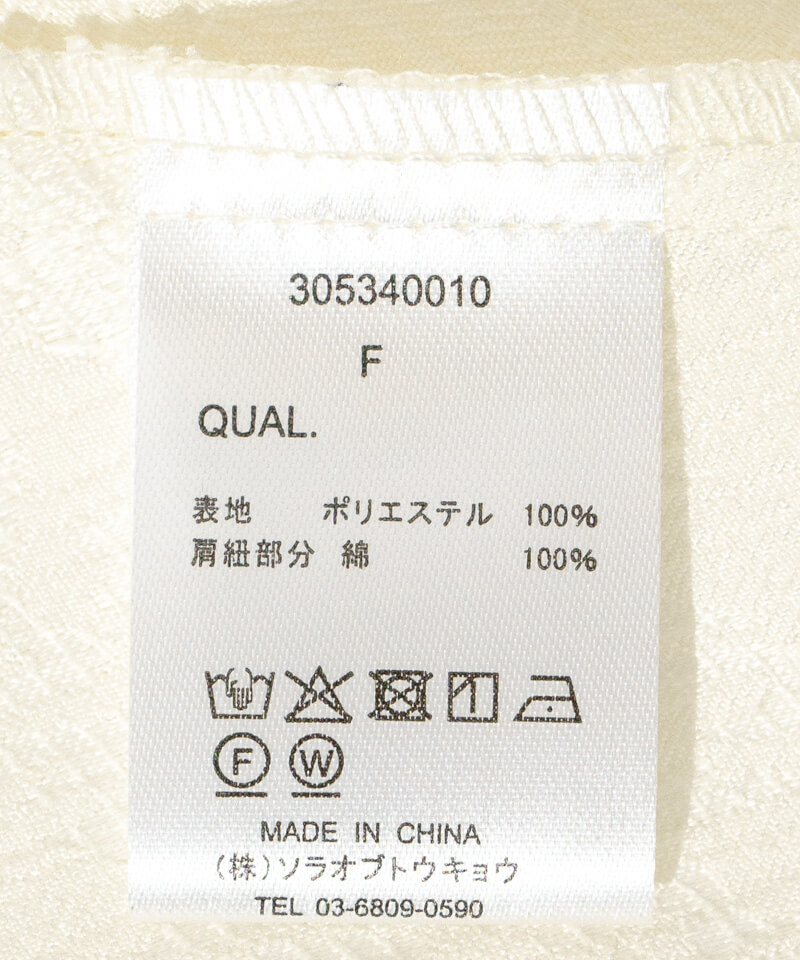 305340010
F
QUAL.
表地 ポリエステル 100%
肩紐部分 綿 100%
F W
MADE IN CHINA
(株)ソラオブトウキョウ
TEL 03-6809-0590